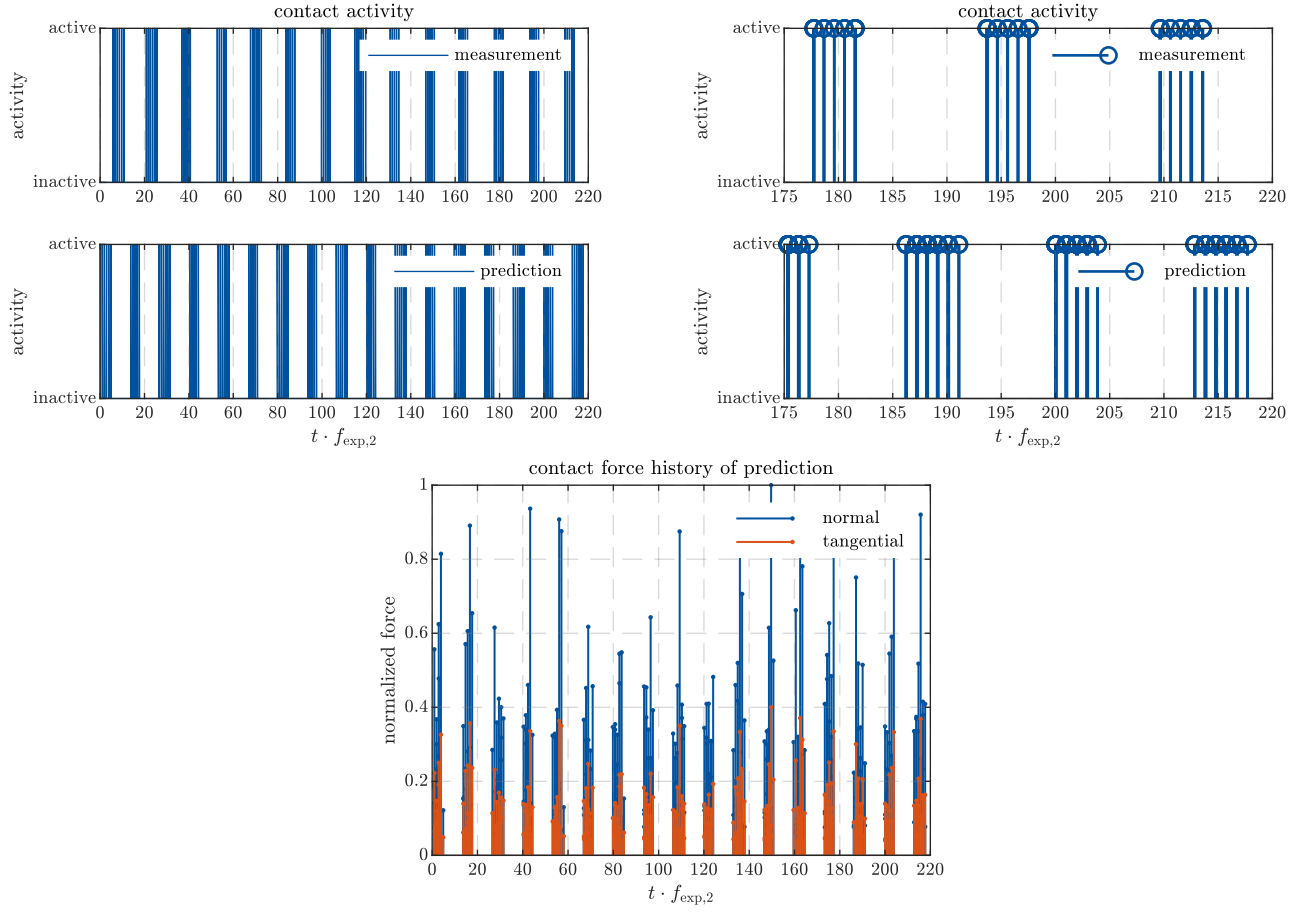 contact activity
active
measurement
activity
inactive
0 20 40 60 80 100 120 140 160 180 200 220
contact activity
active
measurement
activity
inactive
175 180 185 190 195 200 205 210 215 220
active
prediction
activity
inactive
0 20 40 60 80 100 120 140 160 180 200 220
t · f_exp,2
active
prediction
activity
inactive
175 180 185 190 195 200 205 210 215 220
t · f_exp,2
contact force history of prediction
1
normal
tangential
0.8
0.6
normalized force
0.4
0.2
0
0 20 40 60 80 100 120 140 160 180 200 220
t · f_exp,2